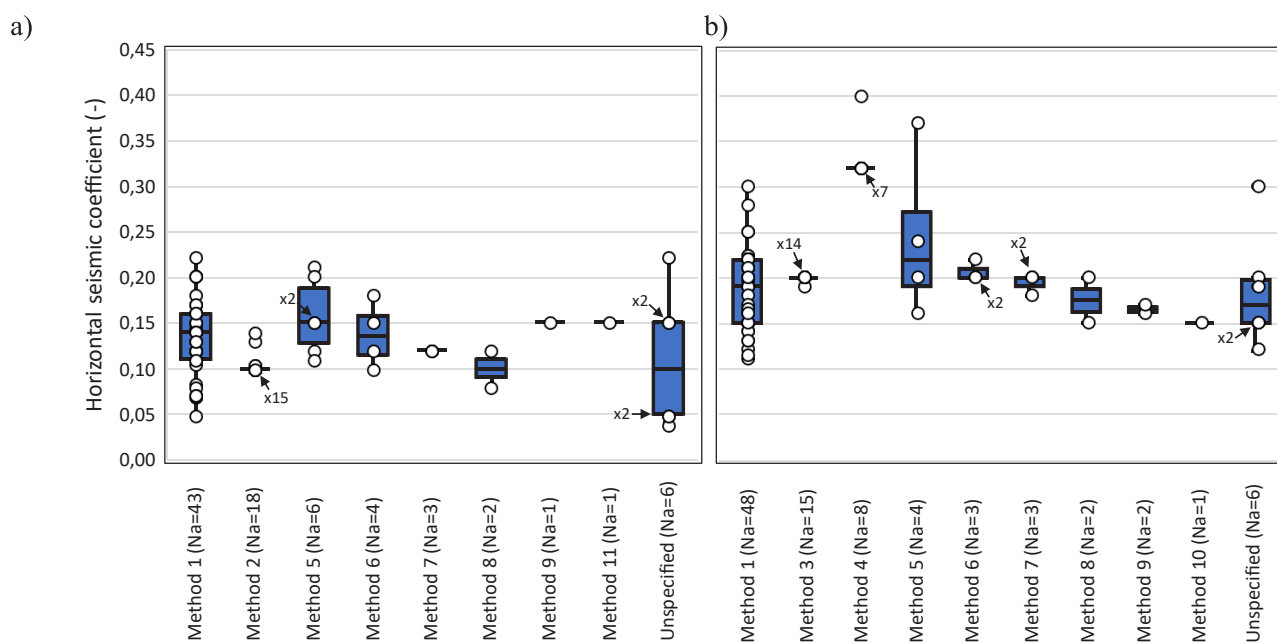 a)
b)
Horizontal seismic coefficient (-)
0,45
0,40
0,35
0,30
0,25
0,20
0,15
0,10
0,05
0,00
x15
x2
x2
x2
x14
x7
x2
x2
x2
Method 1 (Na=43)
Method 2 (Na=18)
Method 5 (Na=6)
Method 6 (Na=4)
Method 7 (Na=3)
Method 8 (Na=2)
Method 9 (Na=1)
Method 11 (Na=1)
Unspecified (Na=6)
Method 1 (Na=48)
Method 3 (Na=15)
Method 4 (Na=8)
Method 5 (Na=4)
Method 6 (Na=3)
Method 7 (Na=3)
Method 8 (Na=2)
Method 9 (Na=2)
Method 10 (Na=1)
Unspecified (Na=6)